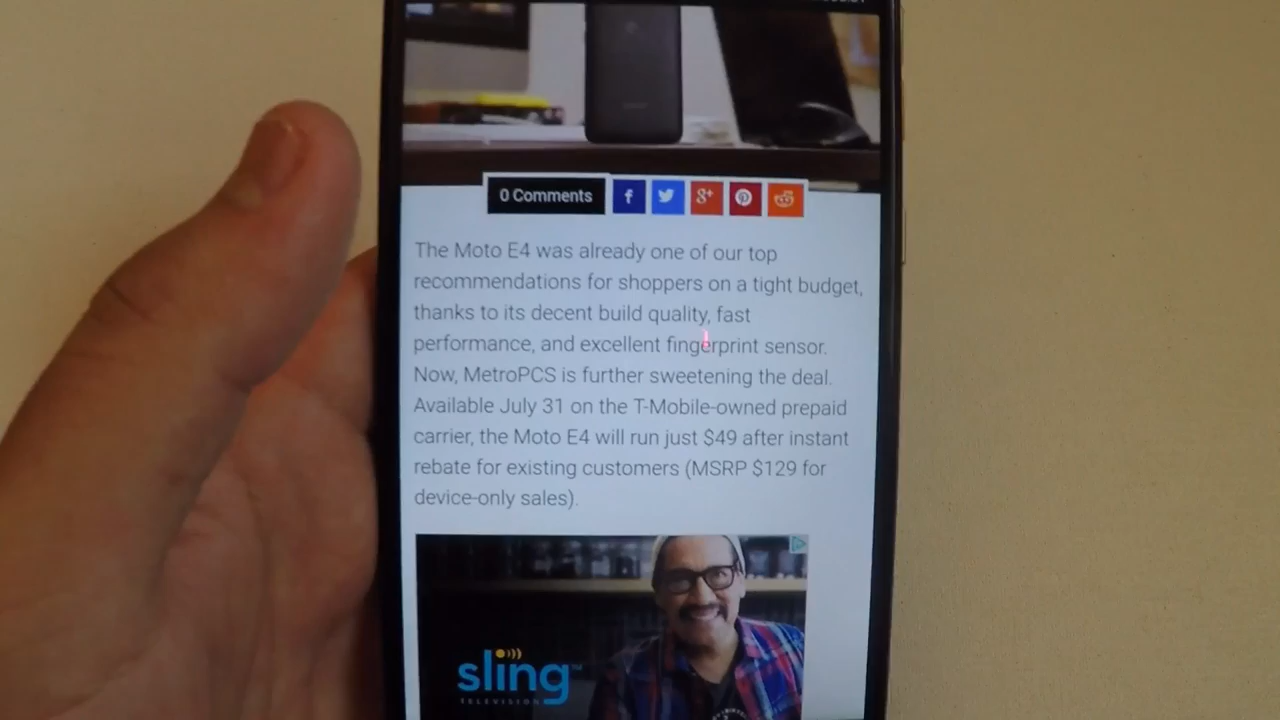 0 Comments
The Moto E4 was already one of our top
recommendations for shoppers on a tight budget,
thanks to its decent build quality, fast
performance, and excellent fingerprint sensor.
Now, MetroPCS is further sweetening the deal.
Available July 31 on the T-Mobile-owned prepaid
carrier, the Moto E4 will run just $49 after instant
rebate for existing customers (MSRP $129 for
device-only sales).
sling
TELEVISION